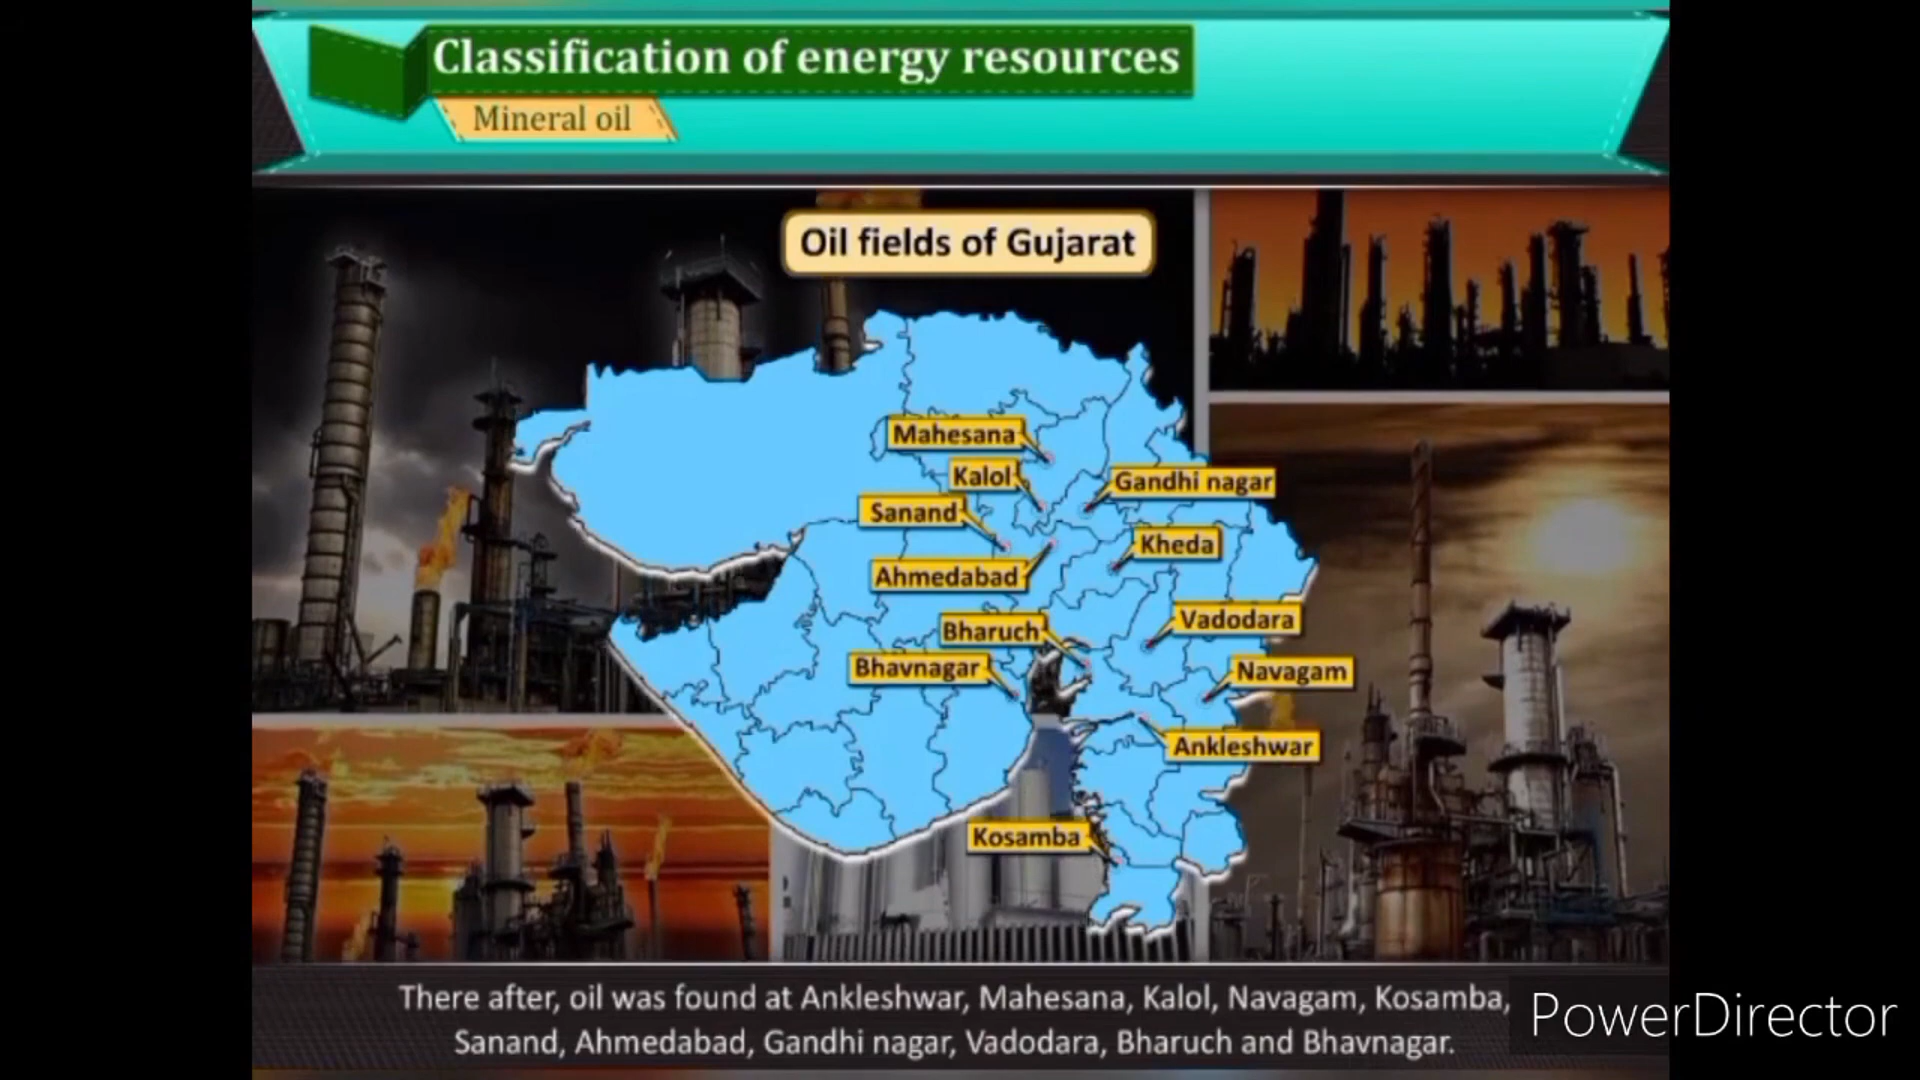 Classification of energy resources
Mineral oil
Oil fields of Gujarat
Mahesana
Kalol
Gandhi nagar
Sanand
Kheda
Ahmedabad
Vadodara
Bharuch
Bhavnagar
Navagam
Ankleshwar
Kosamba
There after, oil was found at Ankleshwar, Mahesana, Kalol, Navagam, Kosamba,
Sanand, Ahmedabad, Gandhi nagar, Vadodara, Bharuch and Bhavnagar.
PowerDirector